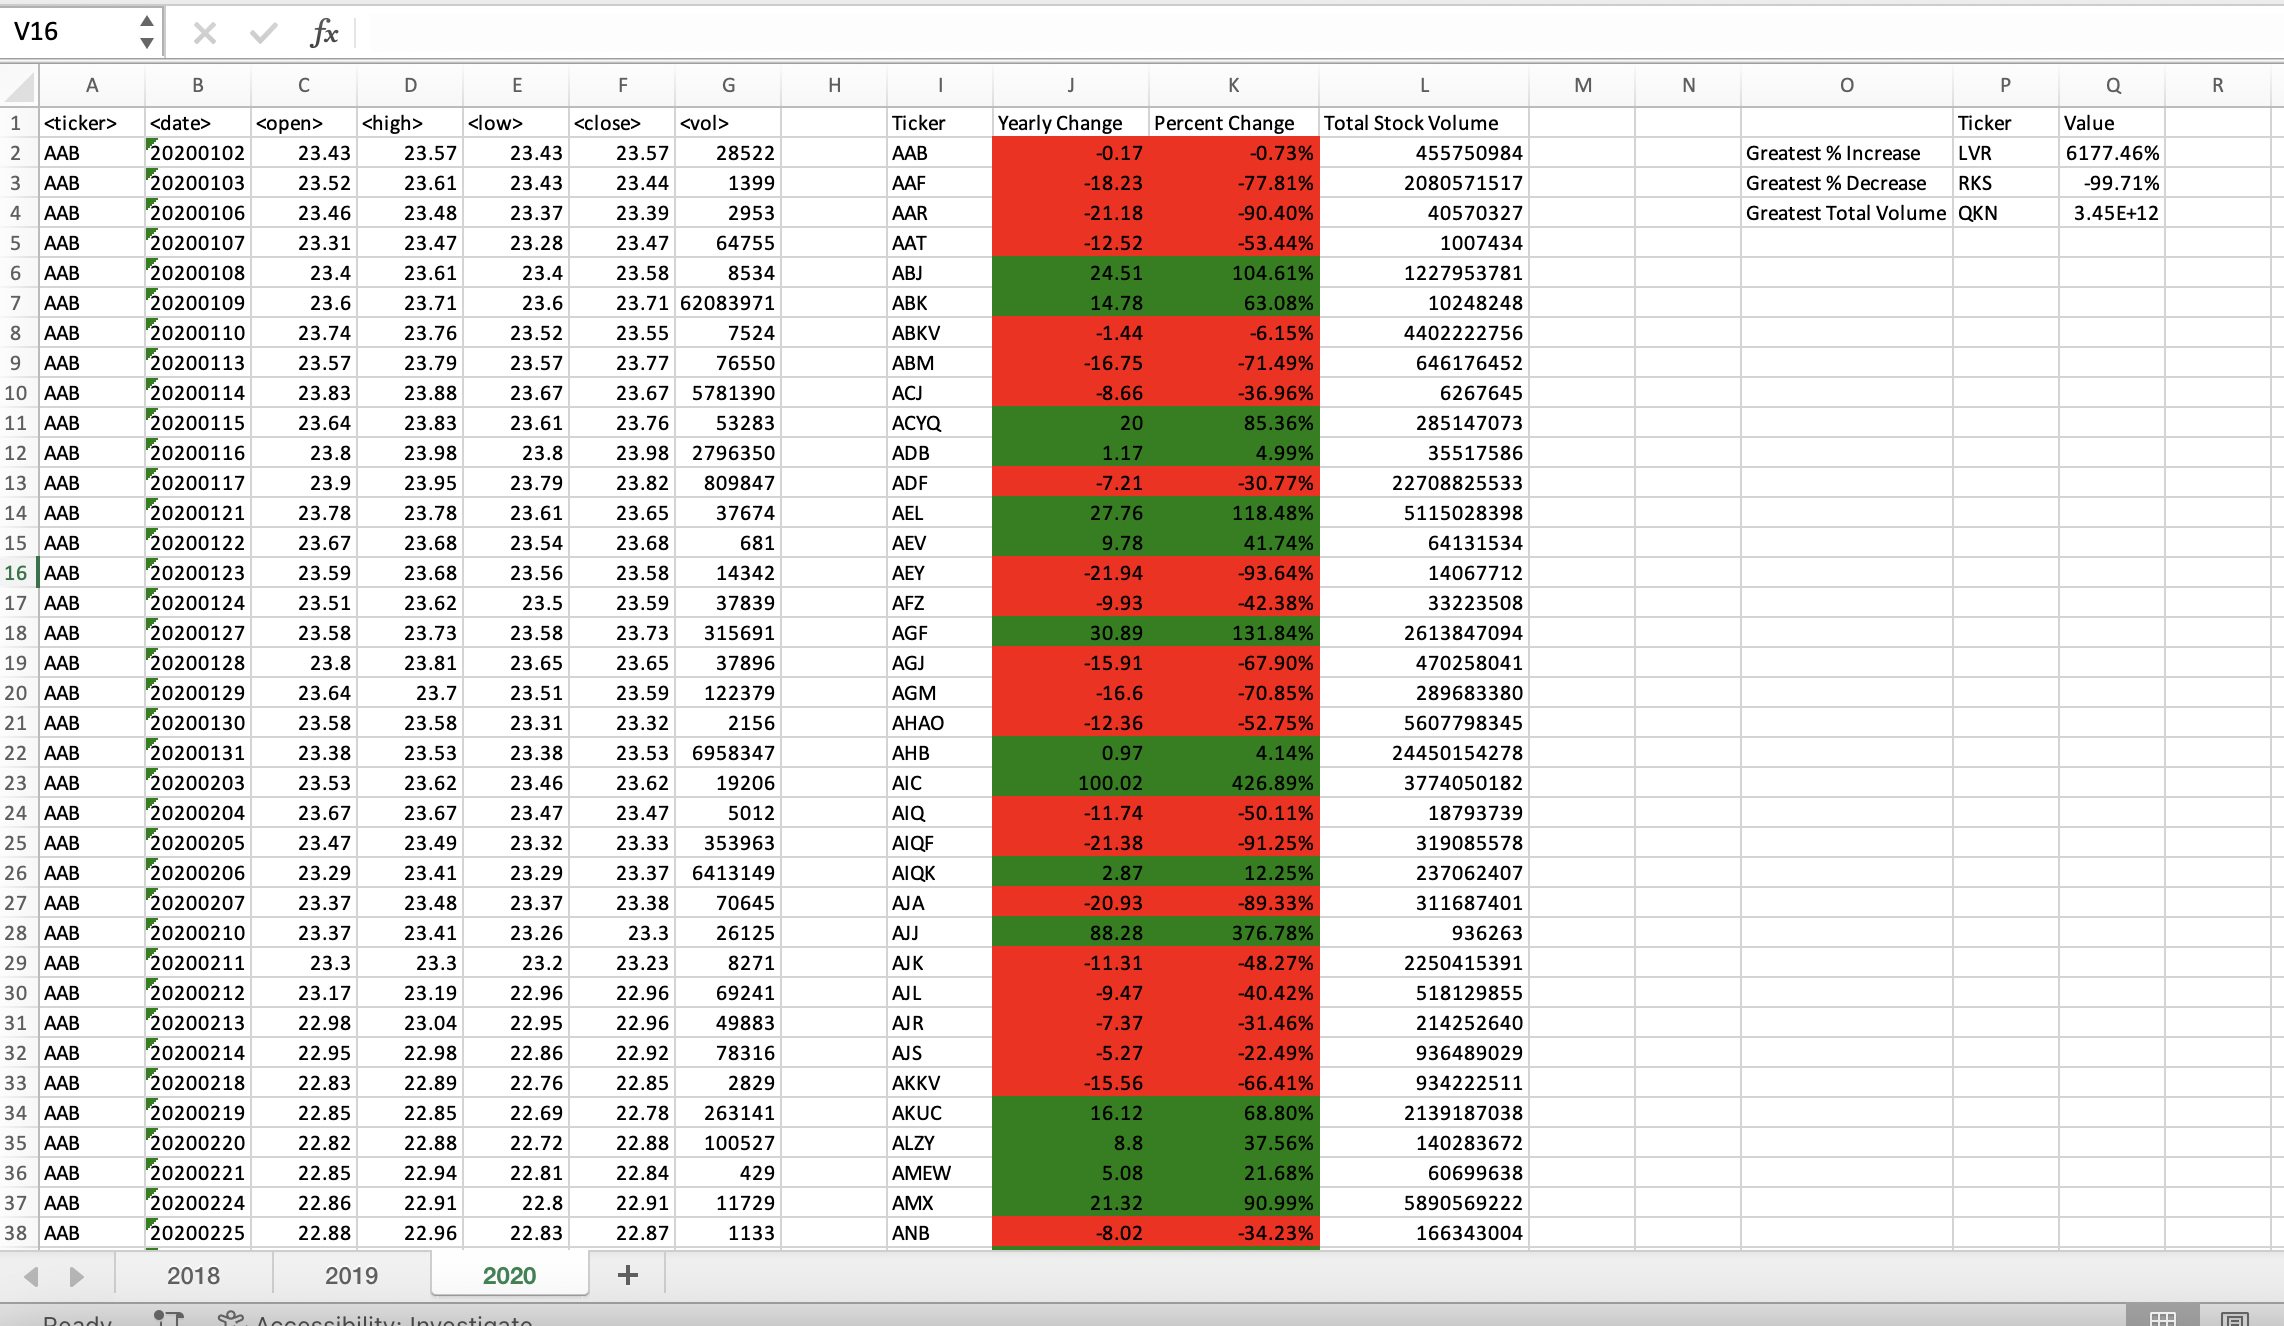 V16 fx
A B C D E F G H I J K L M N O P Q R
1 <ticker> <date> <open> <high> <low> <close> <vol> Ticker Yearly Change Percent Change Total Stock Volume Ticker Value
2 AAB 20200102 23.43 23.57 23.43 23.57 28522 AAB -0.17 -0.73% 455750984 Greatest % Increase LVR 6177.46%
3 AAB 20200103 23.52 23.61 23.43 23.44 1399 AAF -18.23 -77.81% 2080571517 Greatest % Decrease RKS -99.71%
4 AAB 20200106 23.46 23.48 23.37 23.39 2953 AAR -21.18 -90.40% 40570327 Greatest Total Volume QKN 3.45E+12
5 AAB 20200107 23.31 23.47 23.28 23.47 64755 AAT -12.52 -53.44% 1007434
6 AAB 20200108 23.4 23.61 23.4 23.58 8534 ABJ 24.51 104.61% 1227953781
7 AAB 20200109 23.6 23.71 23.6 23.71 62083971 ABK 14.78 63.08% 10248248
8 AAB 20200110 23.74 23.76 23.52 23.55 7524 ABKV -1.44 -6.15% 4402222756
9 AAB 20200113 23.57 23.79 23.57 23.77 76550 ABM -16.75 -71.49% 646176452
10 AAB 20200114 23.83 23.88 23.67 23.67 5781390 ACJ -8.66 -36.96% 6267645
11 AAB 20200115 23.64 23.83 23.61 23.76 53283 ACYQ 20 85.36% 285147073
12 AAB 20200116 23.8 23.98 23.8 23.98 2796350 ADB 1.17 4.99% 35517586
13 AAB 20200117 23.9 23.95 23.79 23.82 809847 ADF -7.21 -30.77% 22708825533
14 AAB 20200121 23.78 23.78 23.61 23.65 37674 AEL 27.76 118.48% 5115028398
15 AAB 20200122 23.67 23.68 23.54 23.68 681 AEV 9.78 41.74% 64131534
16 AAB 20200123 23.59 23.68 23.56 23.58 14342 AEY -21.94 -93.64% 14067712
17 AAB 20200124 23.51 23.62 23.5 23.59 37839 AFZ -9.93 -42.38% 33223508
18 AAB 20200127 23.58 23.73 23.58 23.73 315691 AGF 30.89 131.84% 2613847094
19 AAB 20200128 23.8 23.81 23.65 23.65 37896 AGJ -15.91 -67.90% 470258041
20 AAB 20200129 23.64 23.7 23.51 23.59 122379 AGM -16.6 -70.85% 289683380
21 AAB 20200130 23.58 23.58 23.31 23.32 2156 AHAO -12.36 -52.75% 5607798345
22 AAB 20200131 23.38 23.53 23.38 23.53 6958347 AHB 0.97 4.14% 24450154278
23 AAB 20200203 23.53 23.62 23.46 23.62 19206 AIC 100.02 426.89% 3774050182
24 AAB 20200204 23.67 23.67 23.47 23.47 5012 AIQ -11.74 -50.11% 18793739
25 AAB 20200205 23.47 23.49 23.32 23.33 353963 AIQF -21.38 -91.25% 319085578
26 AAB 20200206 23.29 23.41 23.29 23.37 6413149 AIQK 2.87 12.25% 237062407
27 AAB 20200207 23.37 23.48 23.37 23.38 70645 AJA -20.93 -89.33% 311687401
28 AAB 20200210 23.37 23.41 23.26 23.3 26125 AJJ 88.28 376.78% 936263
29 AAB 20200211 23.3 23.3 23.2 23.23 8271 AJK -11.31 -48.27% 2250415391
30 AAB 20200212 23.17 23.19 22.96 22.96 69241 AJL -9.47 -40.42% 518129855
31 AAB 20200213 22.98 23.04 22.95 22.96 49883 AJR -7.37 -31.46% 214252640
32 AAB 20200214 22.95 22.98 22.86 22.92 78316 AJS -5.27 -22.49% 936489029
33 AAB 20200218 22.83 22.89 22.76 22.85 2829 AKKV -15.56 -66.41% 934222511
34 AAB 20200219 22.85 22.85 22.69 22.78 263141 AKUC 16.12 68.80% 2139187038
35 AAB 20200220 22.82 22.88 22.72 22.88 100527 ALZY 8.8 37.56% 140283672
36 AAB 20200221 22.85 22.94 22.81 22.84 429 AMEW 5.08 21.68% 60699638
37 AAB 20200224 22.86 22.91 22.8 22.91 11729 AMX 21.32 90.99% 5890569222
38 AAB 20200225 22.88 22.96 22.83 22.87 1133 ANB -8.02 -34.23% 166343004
2018 2019 2020 +
Ready Accessibility: Investigate